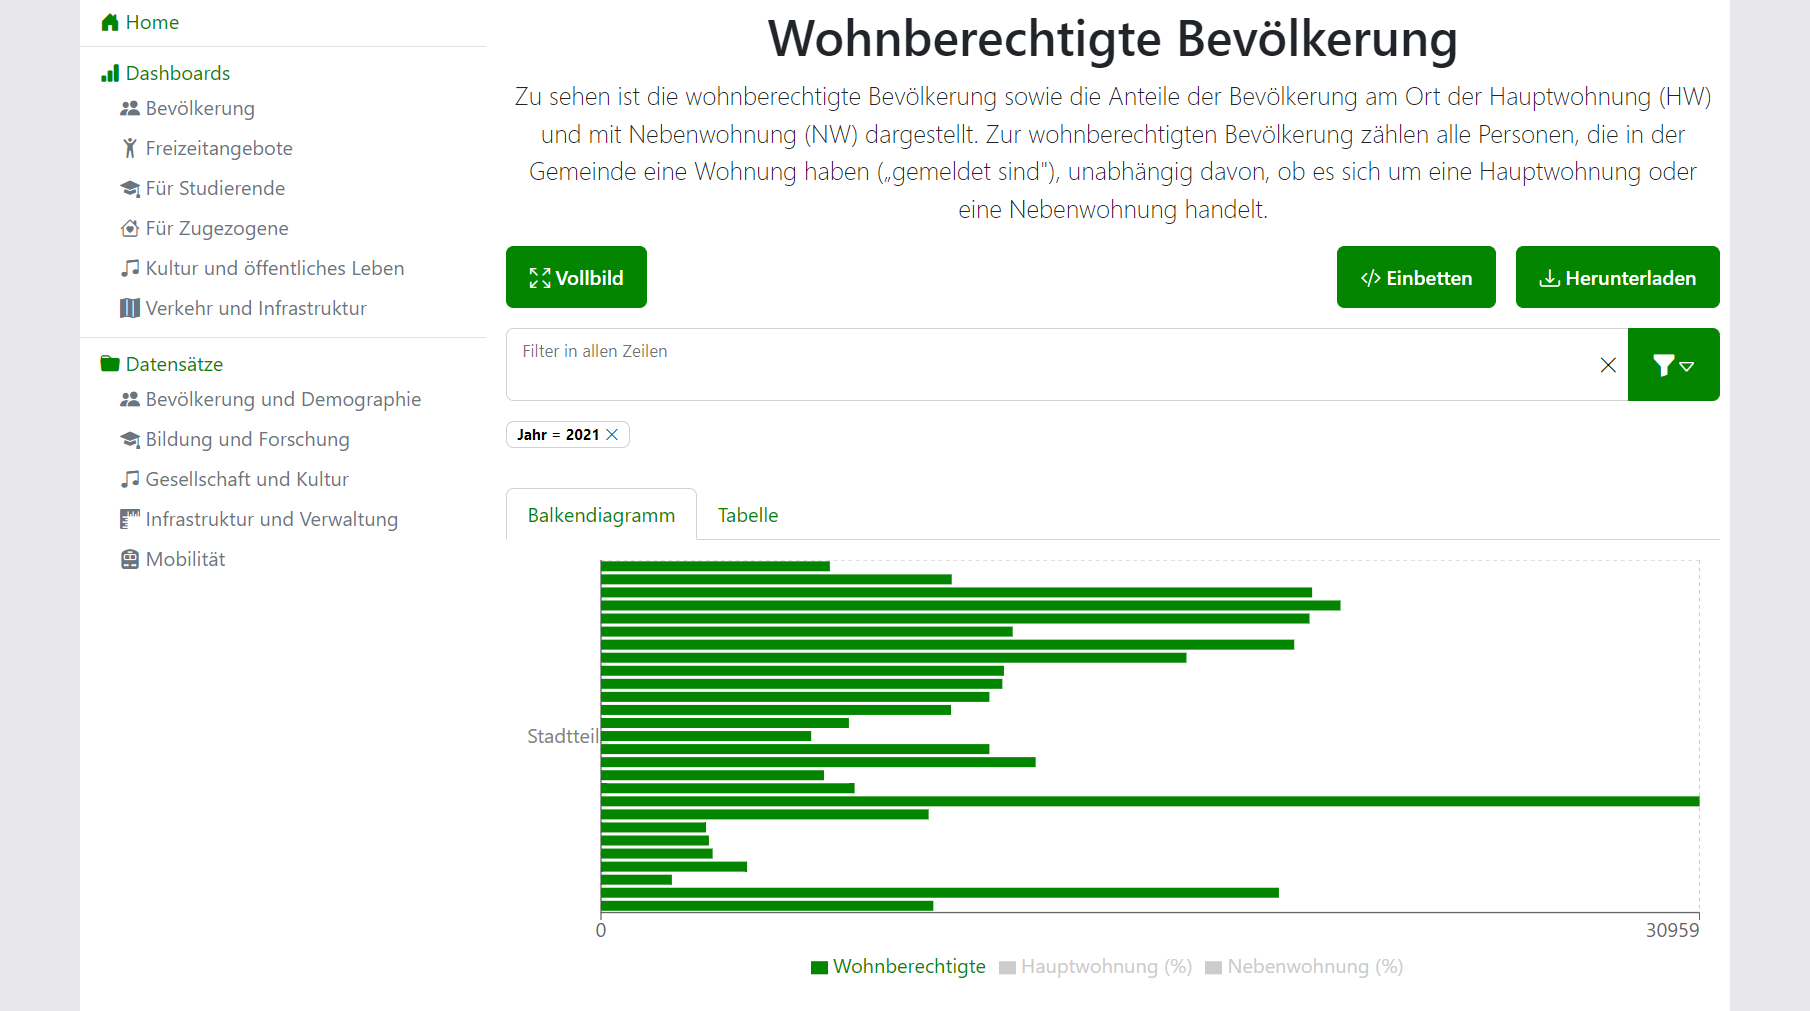 Home
Dashboards
Bevölkerung
Freizeitangebote
Für Studierende
Für Zugezogene
Kultur und öffentliches Leben
Verkehr und Infrastruktur
Datensätze
Bevölkerung und Demographie
Bildung und Forschung
Gesellschaft und Kultur
Infrastruktur und Verwaltung
Mobilität
Wohnberechtigte Bevölkerung
Zu sehen ist die wohnberechtigte Bevölkerung sowie die Anteile der Bevölkerung am Ort der Hauptwohnung (HW)
und mit Nebenwohnung (NW) dargestellt. Zur wohnberechtigten Bevölkerung zählen alle Personen, die in der
Gemeinde eine Wohnung haben („gemeldet sind"), unabhängig davon, ob es sich um eine Hauptwohnung oder
eine Nebenwohnung handelt.
Vollbild
Einbetten
Herunterladen
Filter in allen Zeilen
Jahr = 2021
Balkendiagramm
Tabelle
Stadtteil
0
30959
Wohnberechtigte
Hauptwohnung (%)
Nebenwohnung (%)